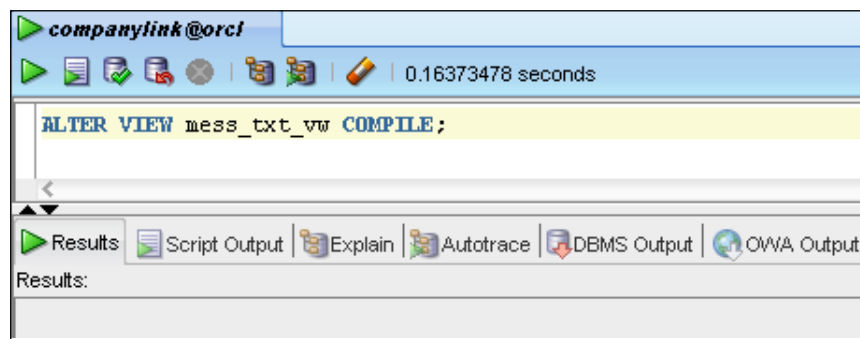 companylink@orcl
0.16373478 seconds
ALTER VIEW mess_txt_vw COMPILE;
Results Script Output Explain Autotrace DBMS Output OWA Output
Results: